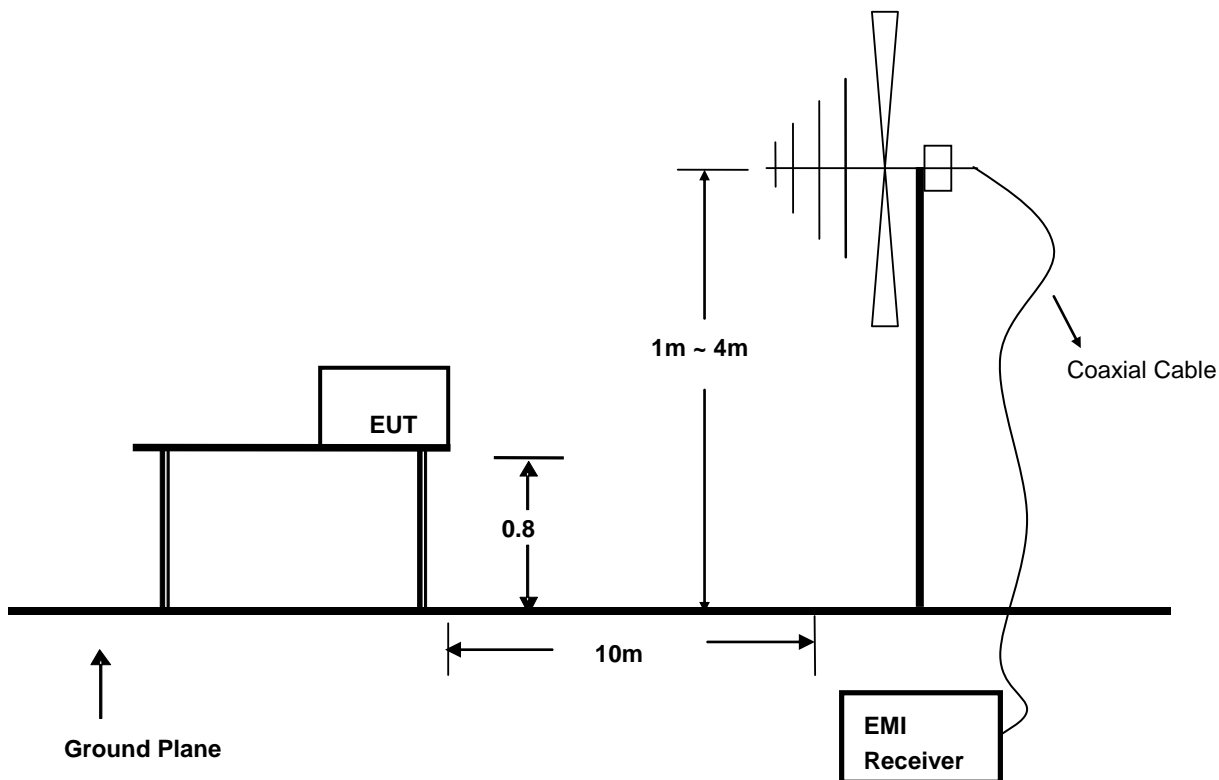 1m ~ 4m
Coaxial Cable
EUT
0.8
10m
Ground Plane
EMI
Receiver